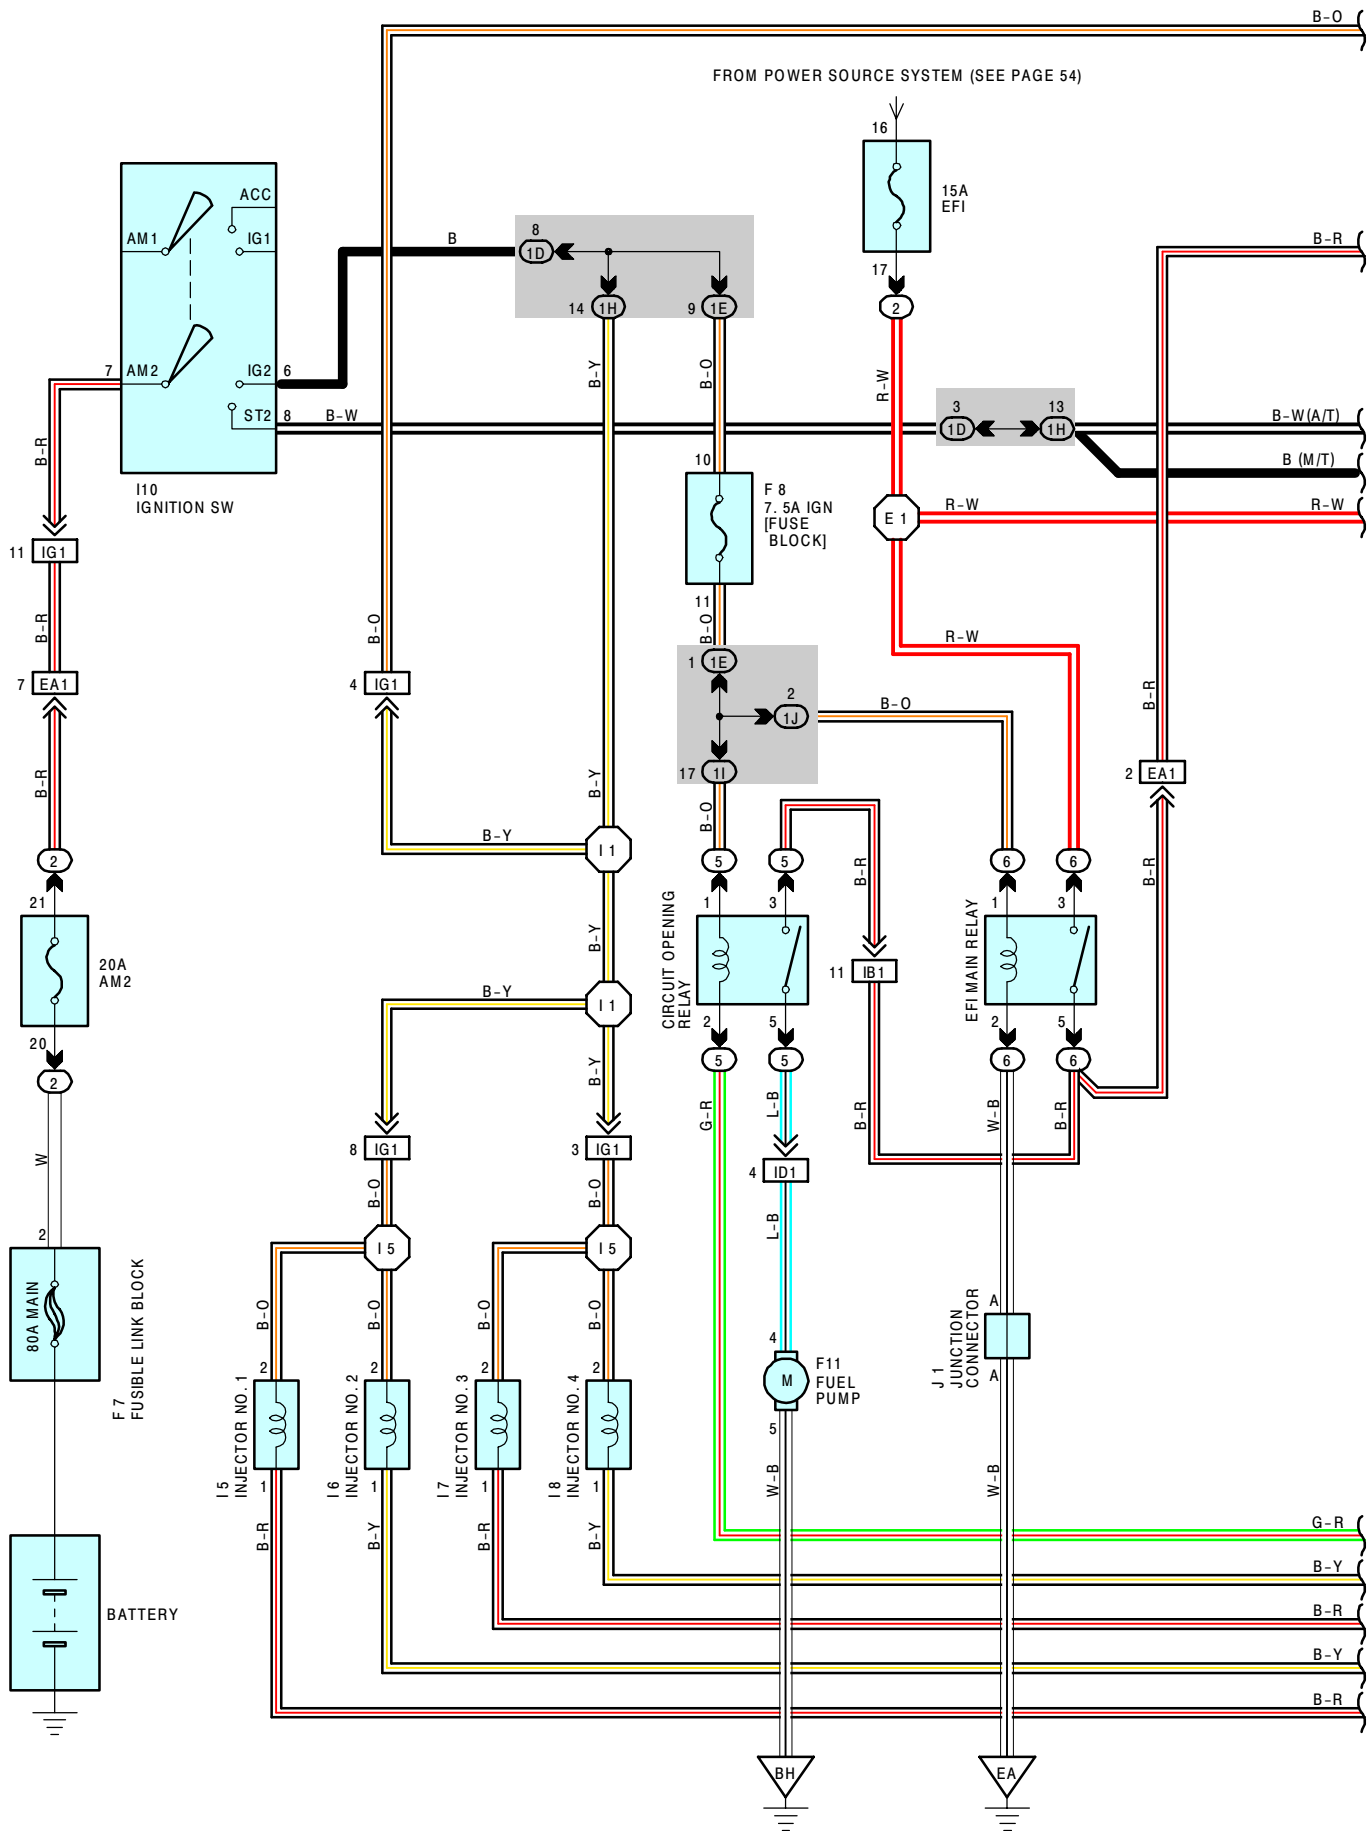 B-O
FROM POWER SOURCE SYSTEM (SEE PAGE 54)
16
15A
EFI
17
2
ACC
AM1
IG1
7
AM2
IG2
6
ST2
8
I10
IGNITION SW
B
8
1D
14
1H
9
1E
B-R
B-Y
B-O
R-W
B-W
3
1D
13
1H
B-W(A/T)
B (M/T)
B-R
10
F 8
7. 5A IGN
[FUSE
BLOCK]
11
E 1
R-W
R-W
11
IG1
B-R
B-O
B-O
R-W
7
EA1
4
IG1
1
1E
2
1J
B-O
17
1I
B-R
2
EA1
B-R
B-Y
B-O
B-Y
I 1
2
21
5
5
B-R
6
6
B-R
20A
AM2
1
3
CIRCUIT OPENING
RELAY
2
5
1
3
EFI MAIN RELAY
2
5
B-Y
11
IB1
B-Y
I 1
20
2
5
5
6
6
B-Y
G-R
L-B
B-R
W-B
B-R
W
8
IG1
3
IG1
4
ID1
B-O
B-O
L-B
2
I 5
I 5
80A MAIN
F 7
FUSIBLE LINK BLOCK
B-O
B-O
B-O
B-O
A
J 1
JUNCTION
CONNECTOR
A
4
2
2
2
2
M
F11
FUEL
PUMP
5
I 5
INJECTOR NO. 1
I 6
INJECTOR NO. 2
I 7
INJECTOR NO. 3
I 8
INJECTOR NO. 4
1
1
1
1
B-R
B-Y
B-R
B-Y
W-B
W-B
G-R
B-Y
BATTERY
B-R
B-Y
B-R
BH
EA